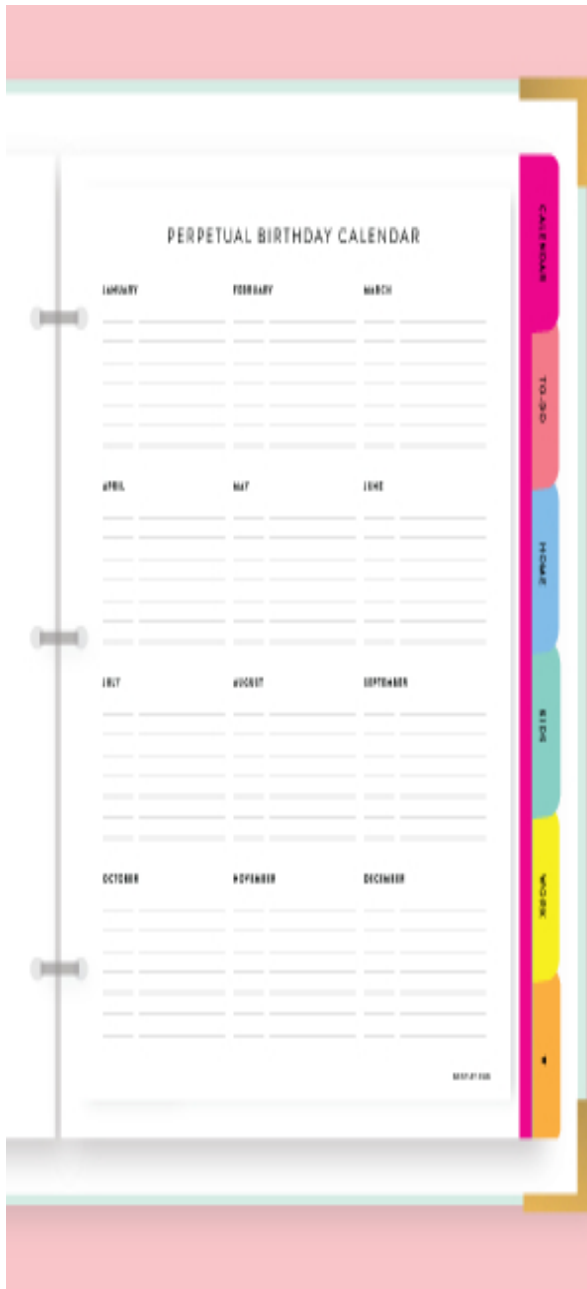 PERPETUAL BIRTHDAY CALENDAR
JANUARY FEBRUARY MARCH
APRIL MAY JUNE
JULY AUGUST SEPTEMBER
OCTOBER NOVEMBER DECEMBER
CALENDAR
TO-DO
HOME
KIDS
WORK
♥